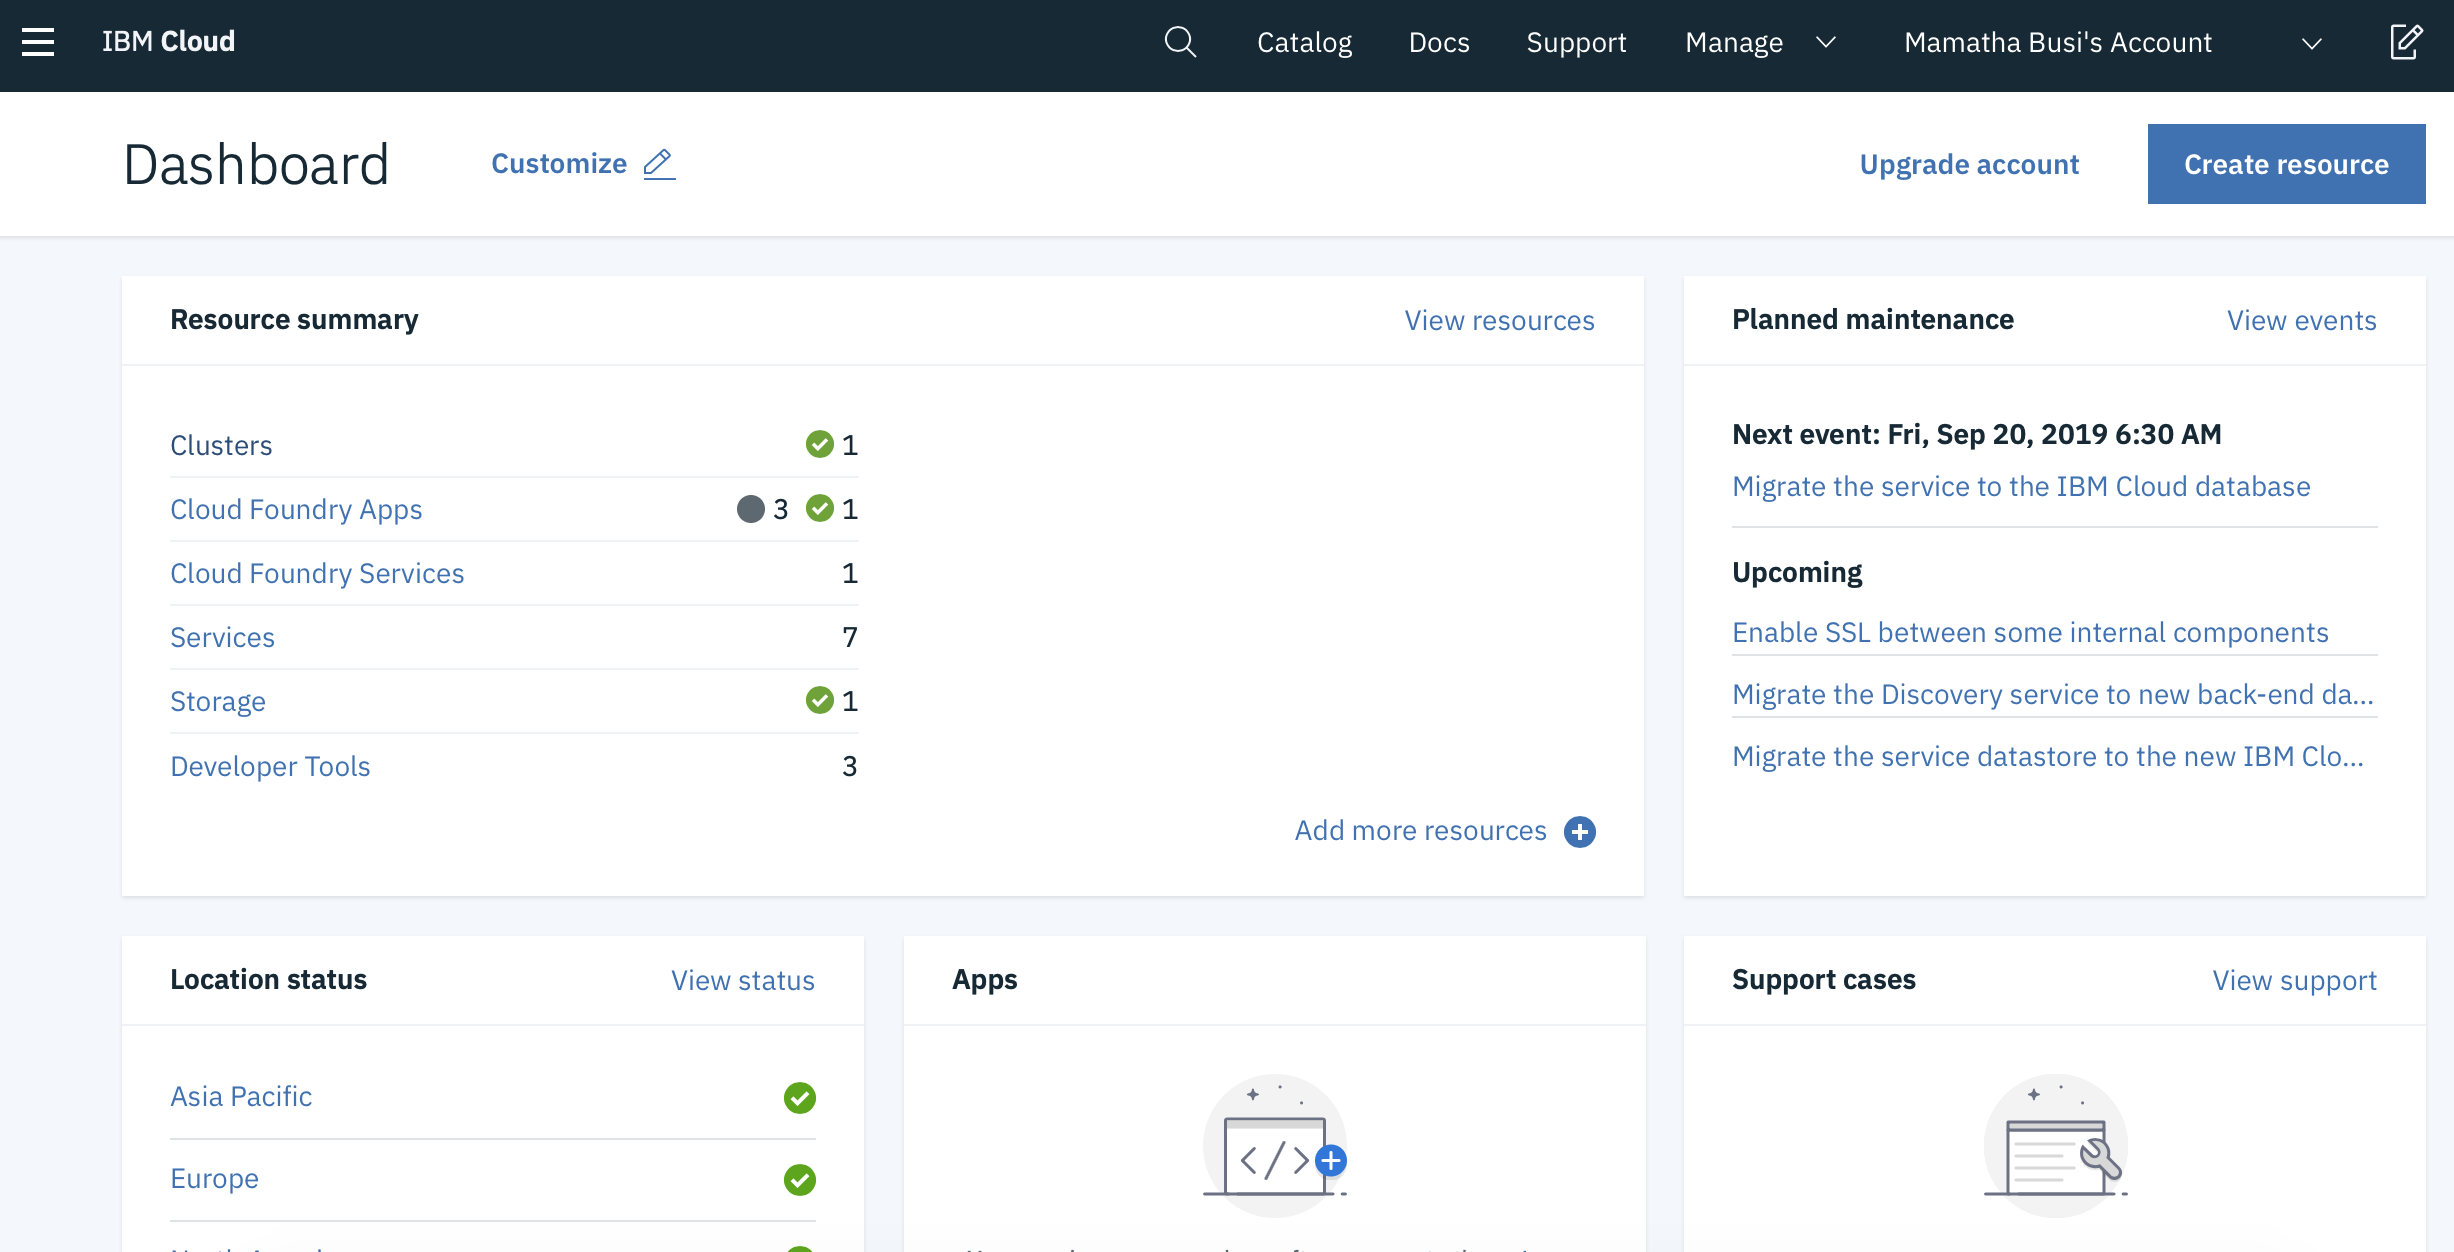 IBM Cloud
Catalog
Docs
Support
Manage
Mamatha Busi's Account
Dashboard
Customize
Upgrade account
Create resource
Resource summary
View resources
Clusters 1
Cloud Foundry Apps 3 1
Cloud Foundry Services 1
Services 7
Storage 1
Developer Tools 3
Add more resources
Planned maintenance
View events
Next event: Fri, Sep 20, 2019 6:30 AM
Migrate the service to the IBM Cloud database
Upcoming
Enable SSL between some internal components
Migrate the Discovery service to new back-end da...
Migrate the service datastore to the new IBM Clo...
Location status
View status
Asia Pacific
Europe
Apps
Support cases
View support